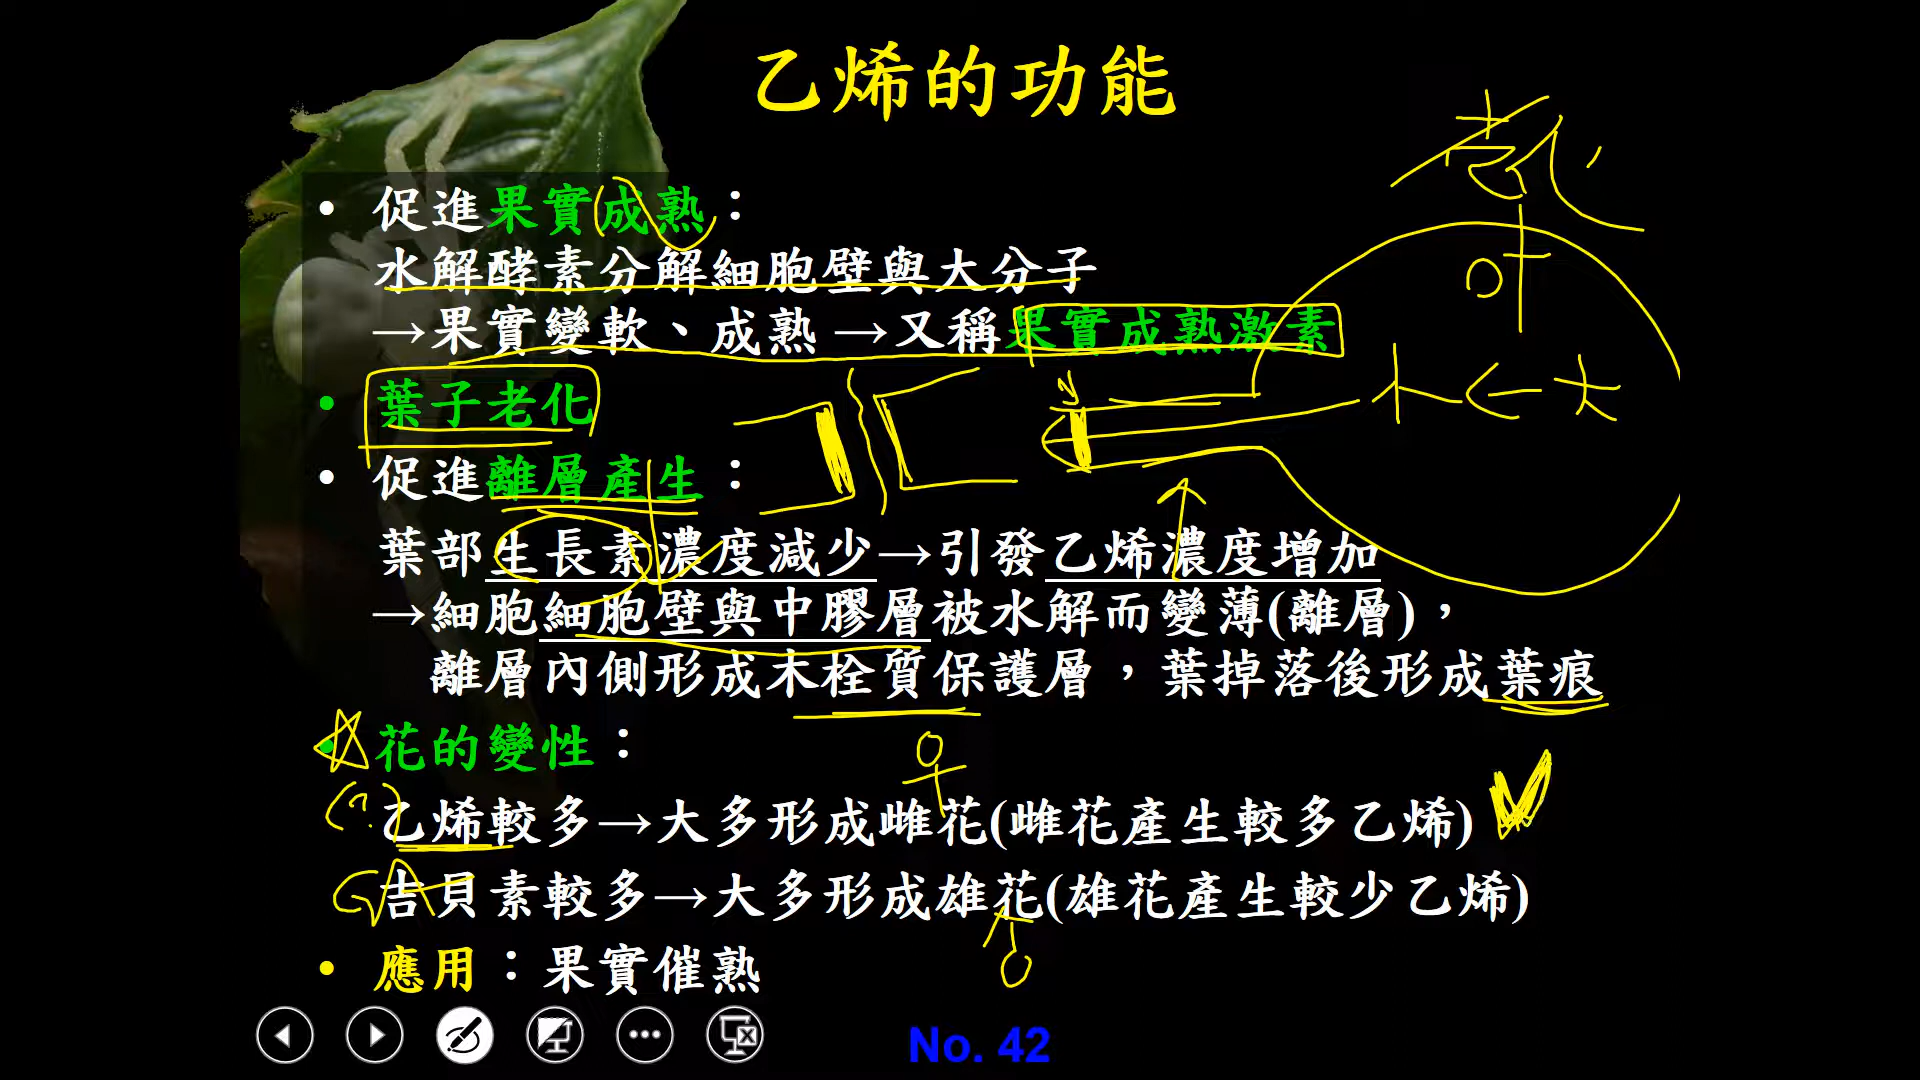 乙烯的功能
• 促進果實成熟：
水解酵素分解細胞壁與大分子
→果實變軟、成熟→又稱果實成熟激素
• 葉子老化
• 促進離層產生：
葉部生長素濃度減少→引發乙烯濃度增加
→細胞細胞壁與中膠層被水解而變薄(離層)，
離層內側形成木栓質保護層，葉掉落後形成葉痕
• 花的變性：
乙烯較多→大多形成雌花(雌花產生較多乙烯)
吉貝素較多→大多形成雄花(雄花產生較少乙烯)
• 應用：果實催熟
No. 42